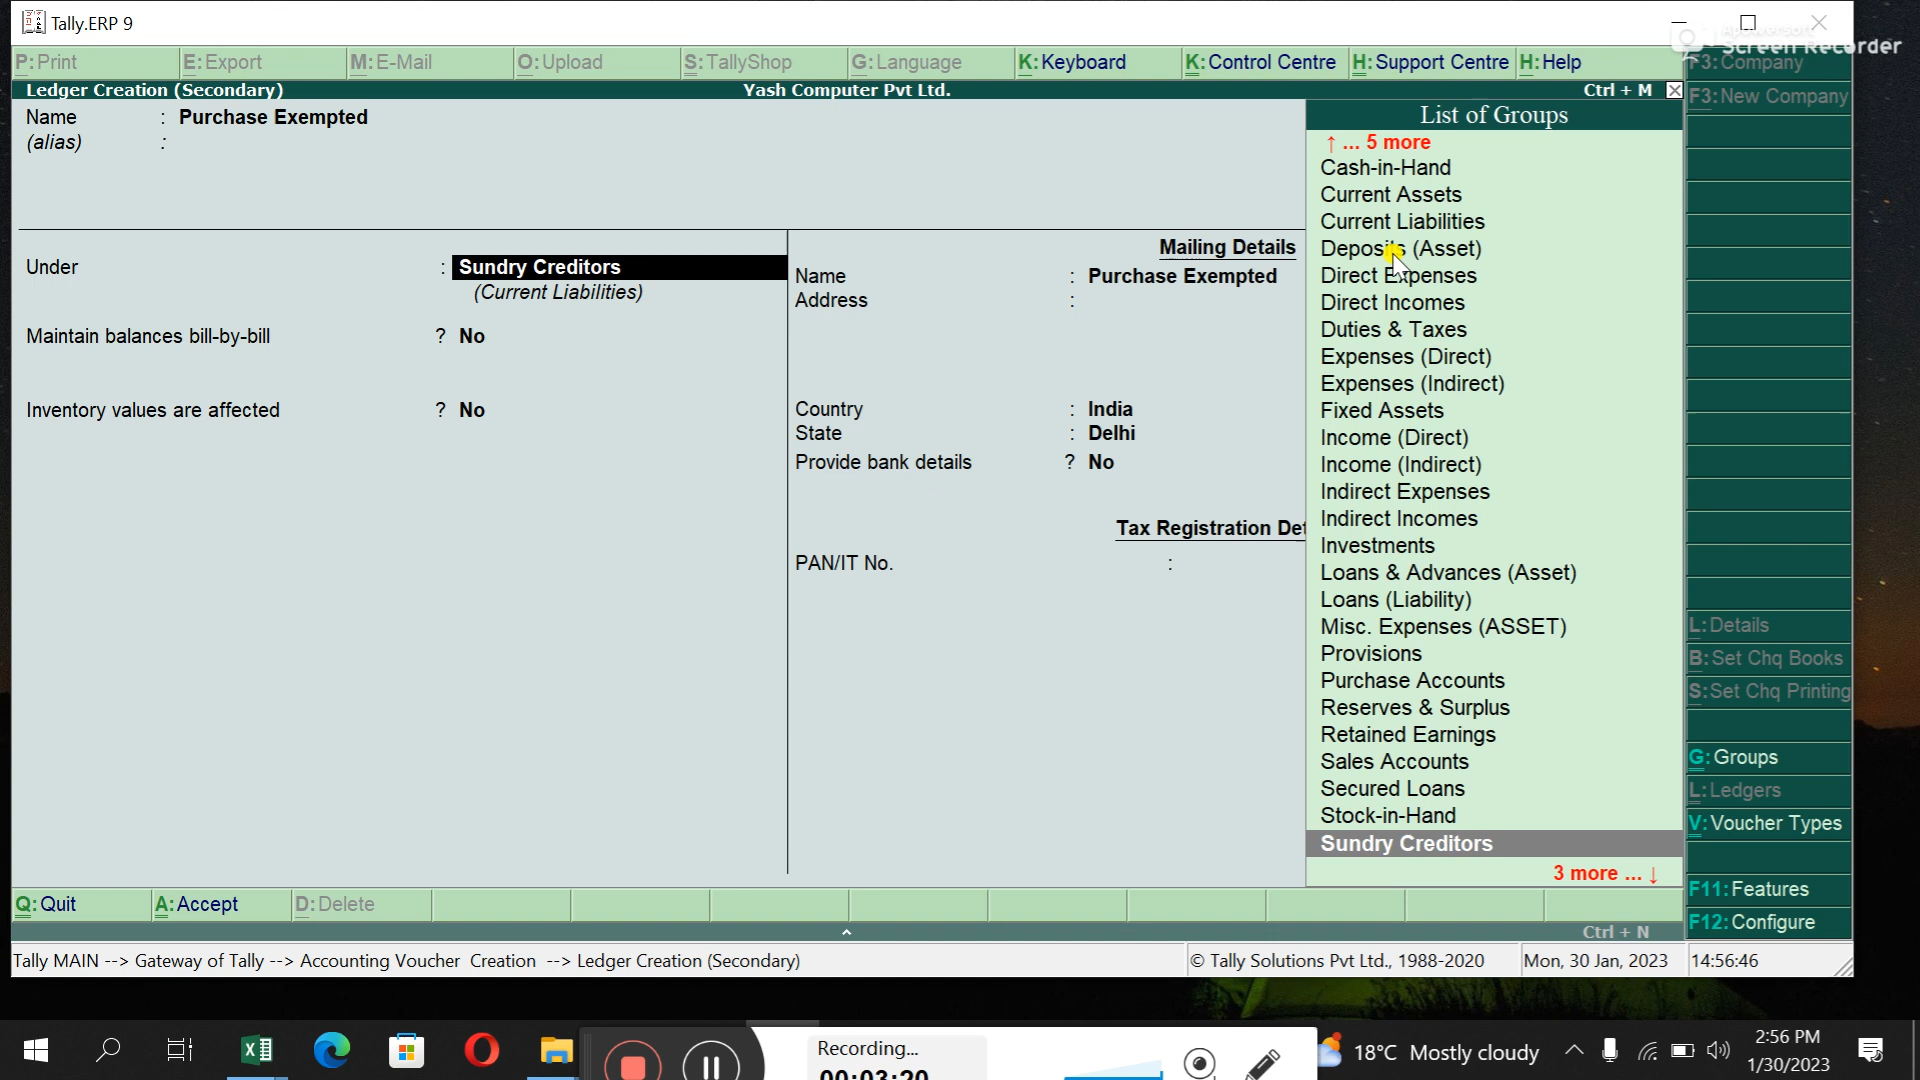 Tally.ERP 9
P: Print
E: Export
M: E-Mail
O: Upload
S: TallyShop
G: Language
K: Keyboard
K: Control Centre
H: Support Centre
H: Help
Screen Recorder
F3: Company
F3: New Company
Ledger Creation (Secondary)
Yash Computer Pvt Ltd.
Ctrl + M
Name : Purchase Exempted
(alias) :
Under : Sundry Creditors
(Current Liabilities)
Maintain balances bill-by-bill ? No
Inventory values are affected ? No
Mailing Details
Name : Purchase Exempted
Address :
Country : India
State : Delhi
Provide bank details ? No
Tax Registration Det
PAN/IT No. :
List of Groups
↑ ... 5 more
Cash-in-Hand
Current Assets
Current Liabilities
Deposits (Asset)
Direct Expenses
Direct Incomes
Duties & Taxes
Expenses (Direct)
Expenses (Indirect)
Fixed Assets
Income (Direct)
Income (Indirect)
Indirect Expenses
Indirect Incomes
Investments
Loans & Advances (Asset)
Loans (Liability)
Misc. Expenses (ASSET)
Provisions
Purchase Accounts
Reserves & Surplus
Retained Earnings
Sales Accounts
Secured Loans
Stock-in-Hand
Sundry Creditors
3 more ... ↓
L: Details
B: Set Chq Books
S: Set Chq Printing
G: Groups
L: Ledgers
V: Voucher Types
F11: Features
F12: Configure
Q: Quit
A: Accept
D: Delete
Ctrl + N
Tally MAIN --> Gateway of Tally --> Accounting Voucher Creation --> Ledger Creation (Secondary)
© Tally Solutions Pvt Ltd., 1988-2020
Mon, 30 Jan, 2023
14:56:46
Recording...
00:03:20
18°C Mostly cloudy
2:56 PM
1/30/2023